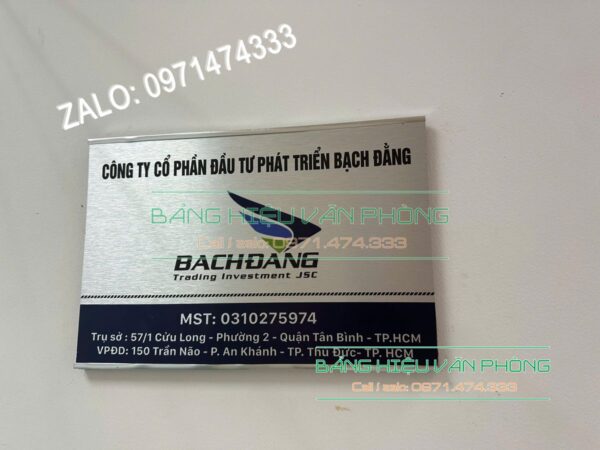 ZALO: 0971474333
CÔNG TY CỔ PHẦN ĐẦU TƯ PHÁT TRIỂN BẠCH ĐẰNG
BẢNG HIỆU VĂN PHÒNG
Call / zalo: 0971.474.333
BACHDANG
Trading Investment JSC
MST: 0310275974
Trụ sở : 57/1 Cửu Long - Phường 2 - Quận Tân Bình - TP.HCM
VPĐD: 150 Trần Não - P. An Khánh - TP. Thủ Đức- TP. HCM
BẢNG HIỆU VĂN PHÒNG
Call / zalo: 0971.474.333